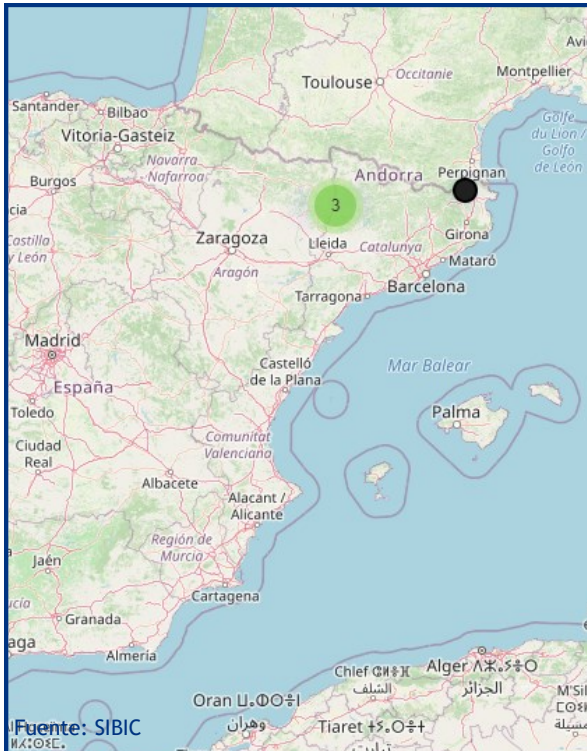 Toulouse
Occitanie
Montpellier
Santander
Bilbao
Golfe
du Lion /
Golfo
de León
Vitoria-Gasteiz
Navarra
Nafarroa
Andorra
Perpignan
Burgos
3
Girona
Zaragoza
Lleida
Catalunya
Castilla
y León
Aragón
Mataró
Barcelona
Tarragona
Madrid
España
Castelló
de la Plana
Mar Balear
Toledo
Palma
Comunitat
Valenciana
Ciudad
Real
Albacete
Alacant /
Alicante
Región de
Murcia
Jaén
Cartagena
Granada
Almería
Alger ⴷⵣⴰⵢⴻⵔ
الجزائر
Chlef
الشلف
Oran
وهران
Tiaret
M'Sil
Fuente: SIBIC